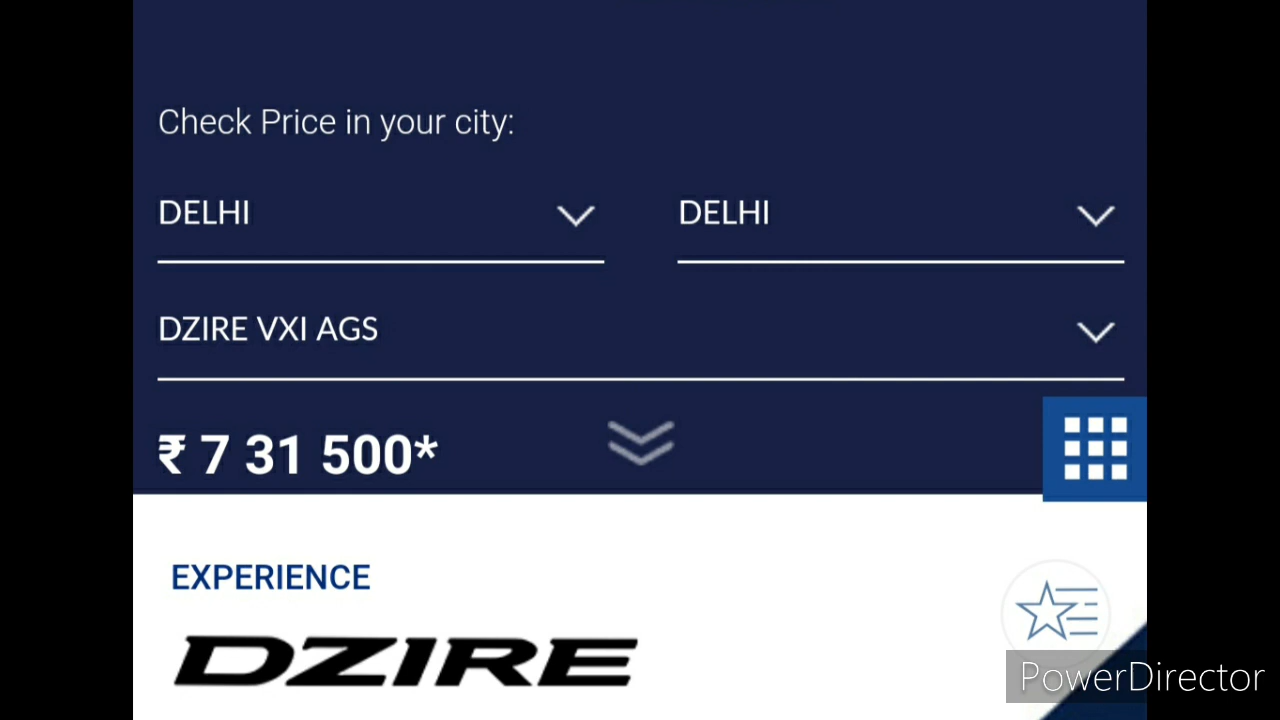 Check Price in your city:
DELHI DELHI
DZIRE VXI AGS
₹ 7 31 500*
EXPERIENCE
DZIRE
PowerDirector